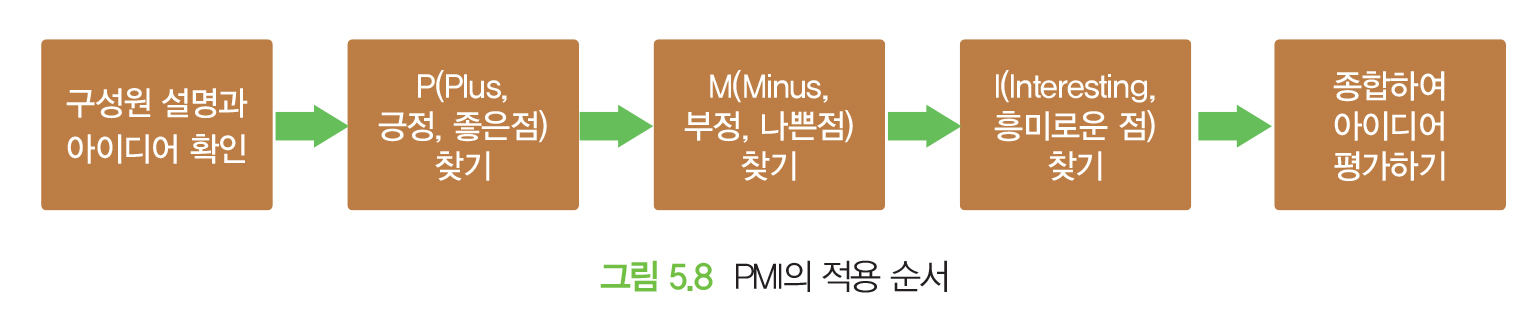 구성원 설명과
아이디어 확인
P(Plus,
긍정, 좋은점)
찾기
M(Minus,
부정, 나쁜점)
찾기
I(Interesting,
흥미로운 점)
찾기
종합하여
아이디어
평가하기
그림 5.8 PMI의 적용 순서